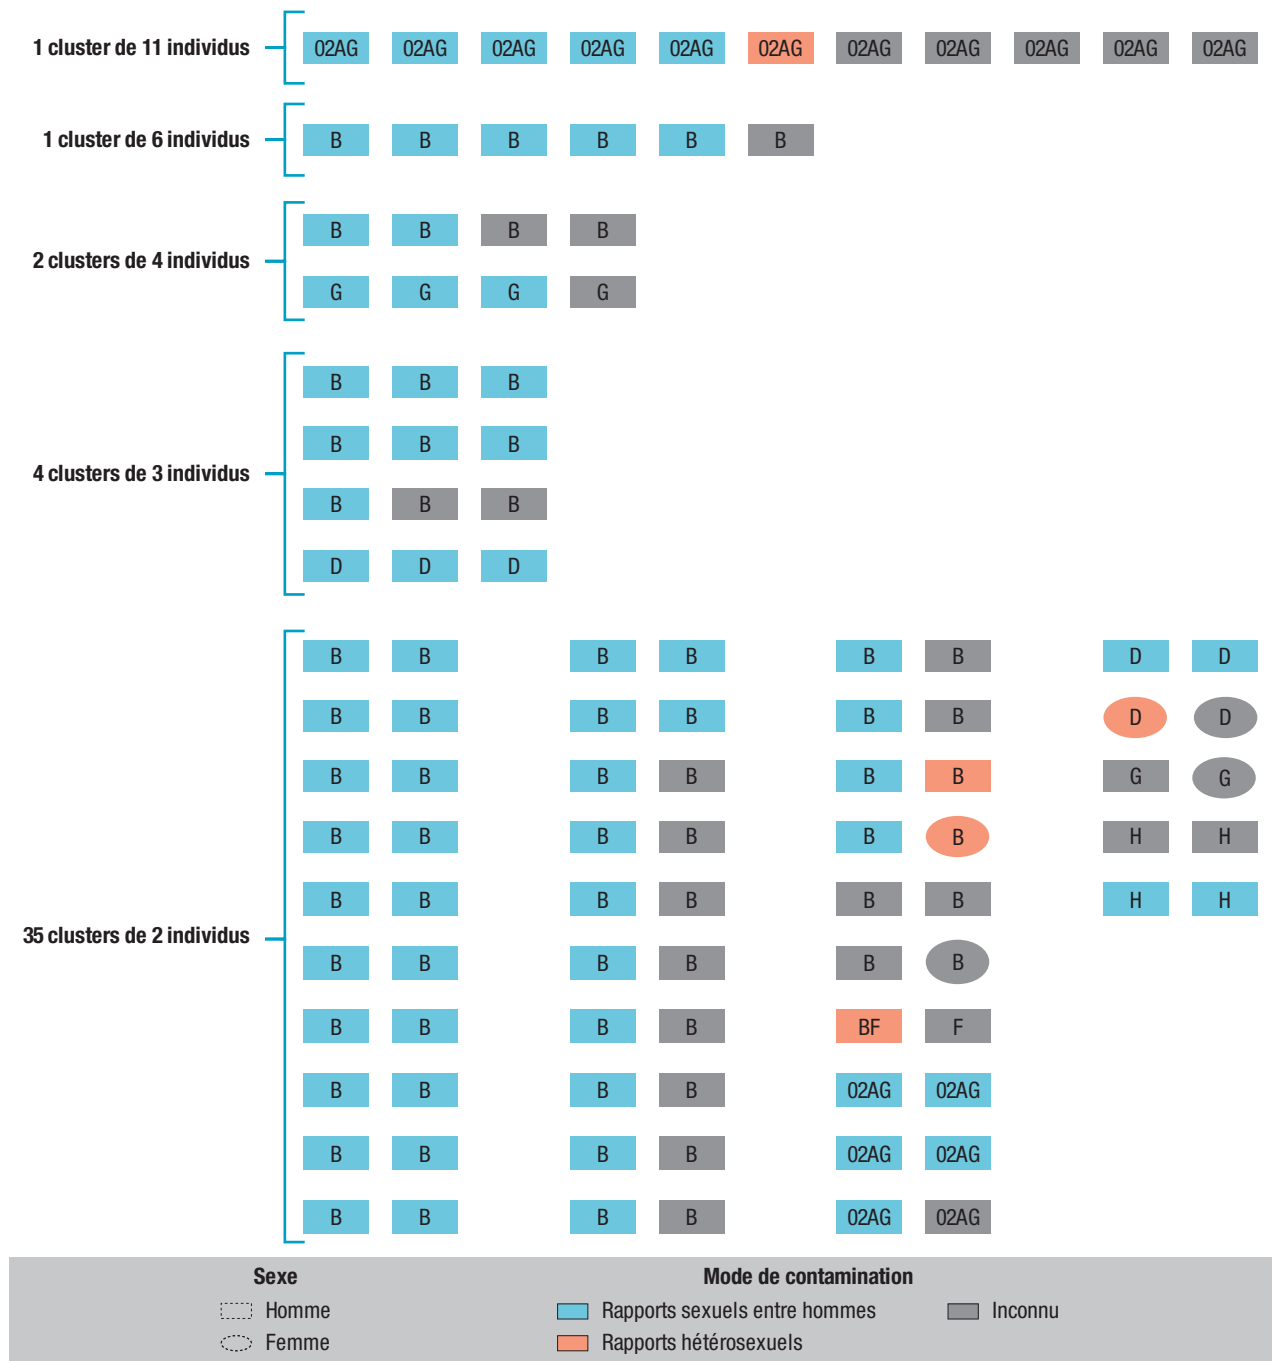 1 cluster de 11 individus
02AG 02AG 02AG 02AG 02AG 02AG 02AG 02AG 02AG 02AG 02AG
1 cluster de 6 individus
B B B B B B
2 clusters de 4 individus
B B B B
G G G G
4 clusters de 3 individus
B B B
B B B
B B B
D D D
35 clusters de 2 individus
B B B B B B D D
B B B B B B D D
B B B B B B G G
B B B B B B H H
B B B B B B H H
B B B B B B
B B B B BF F
B B B B 02AG 02AG
B B B B 02AG 02AG
B B B B 02AG 02AG
Sexe
Homme
Femme
Mode de contamination
Rapports sexuels entre hommes
Inconnu
Rapports hétérosexuels